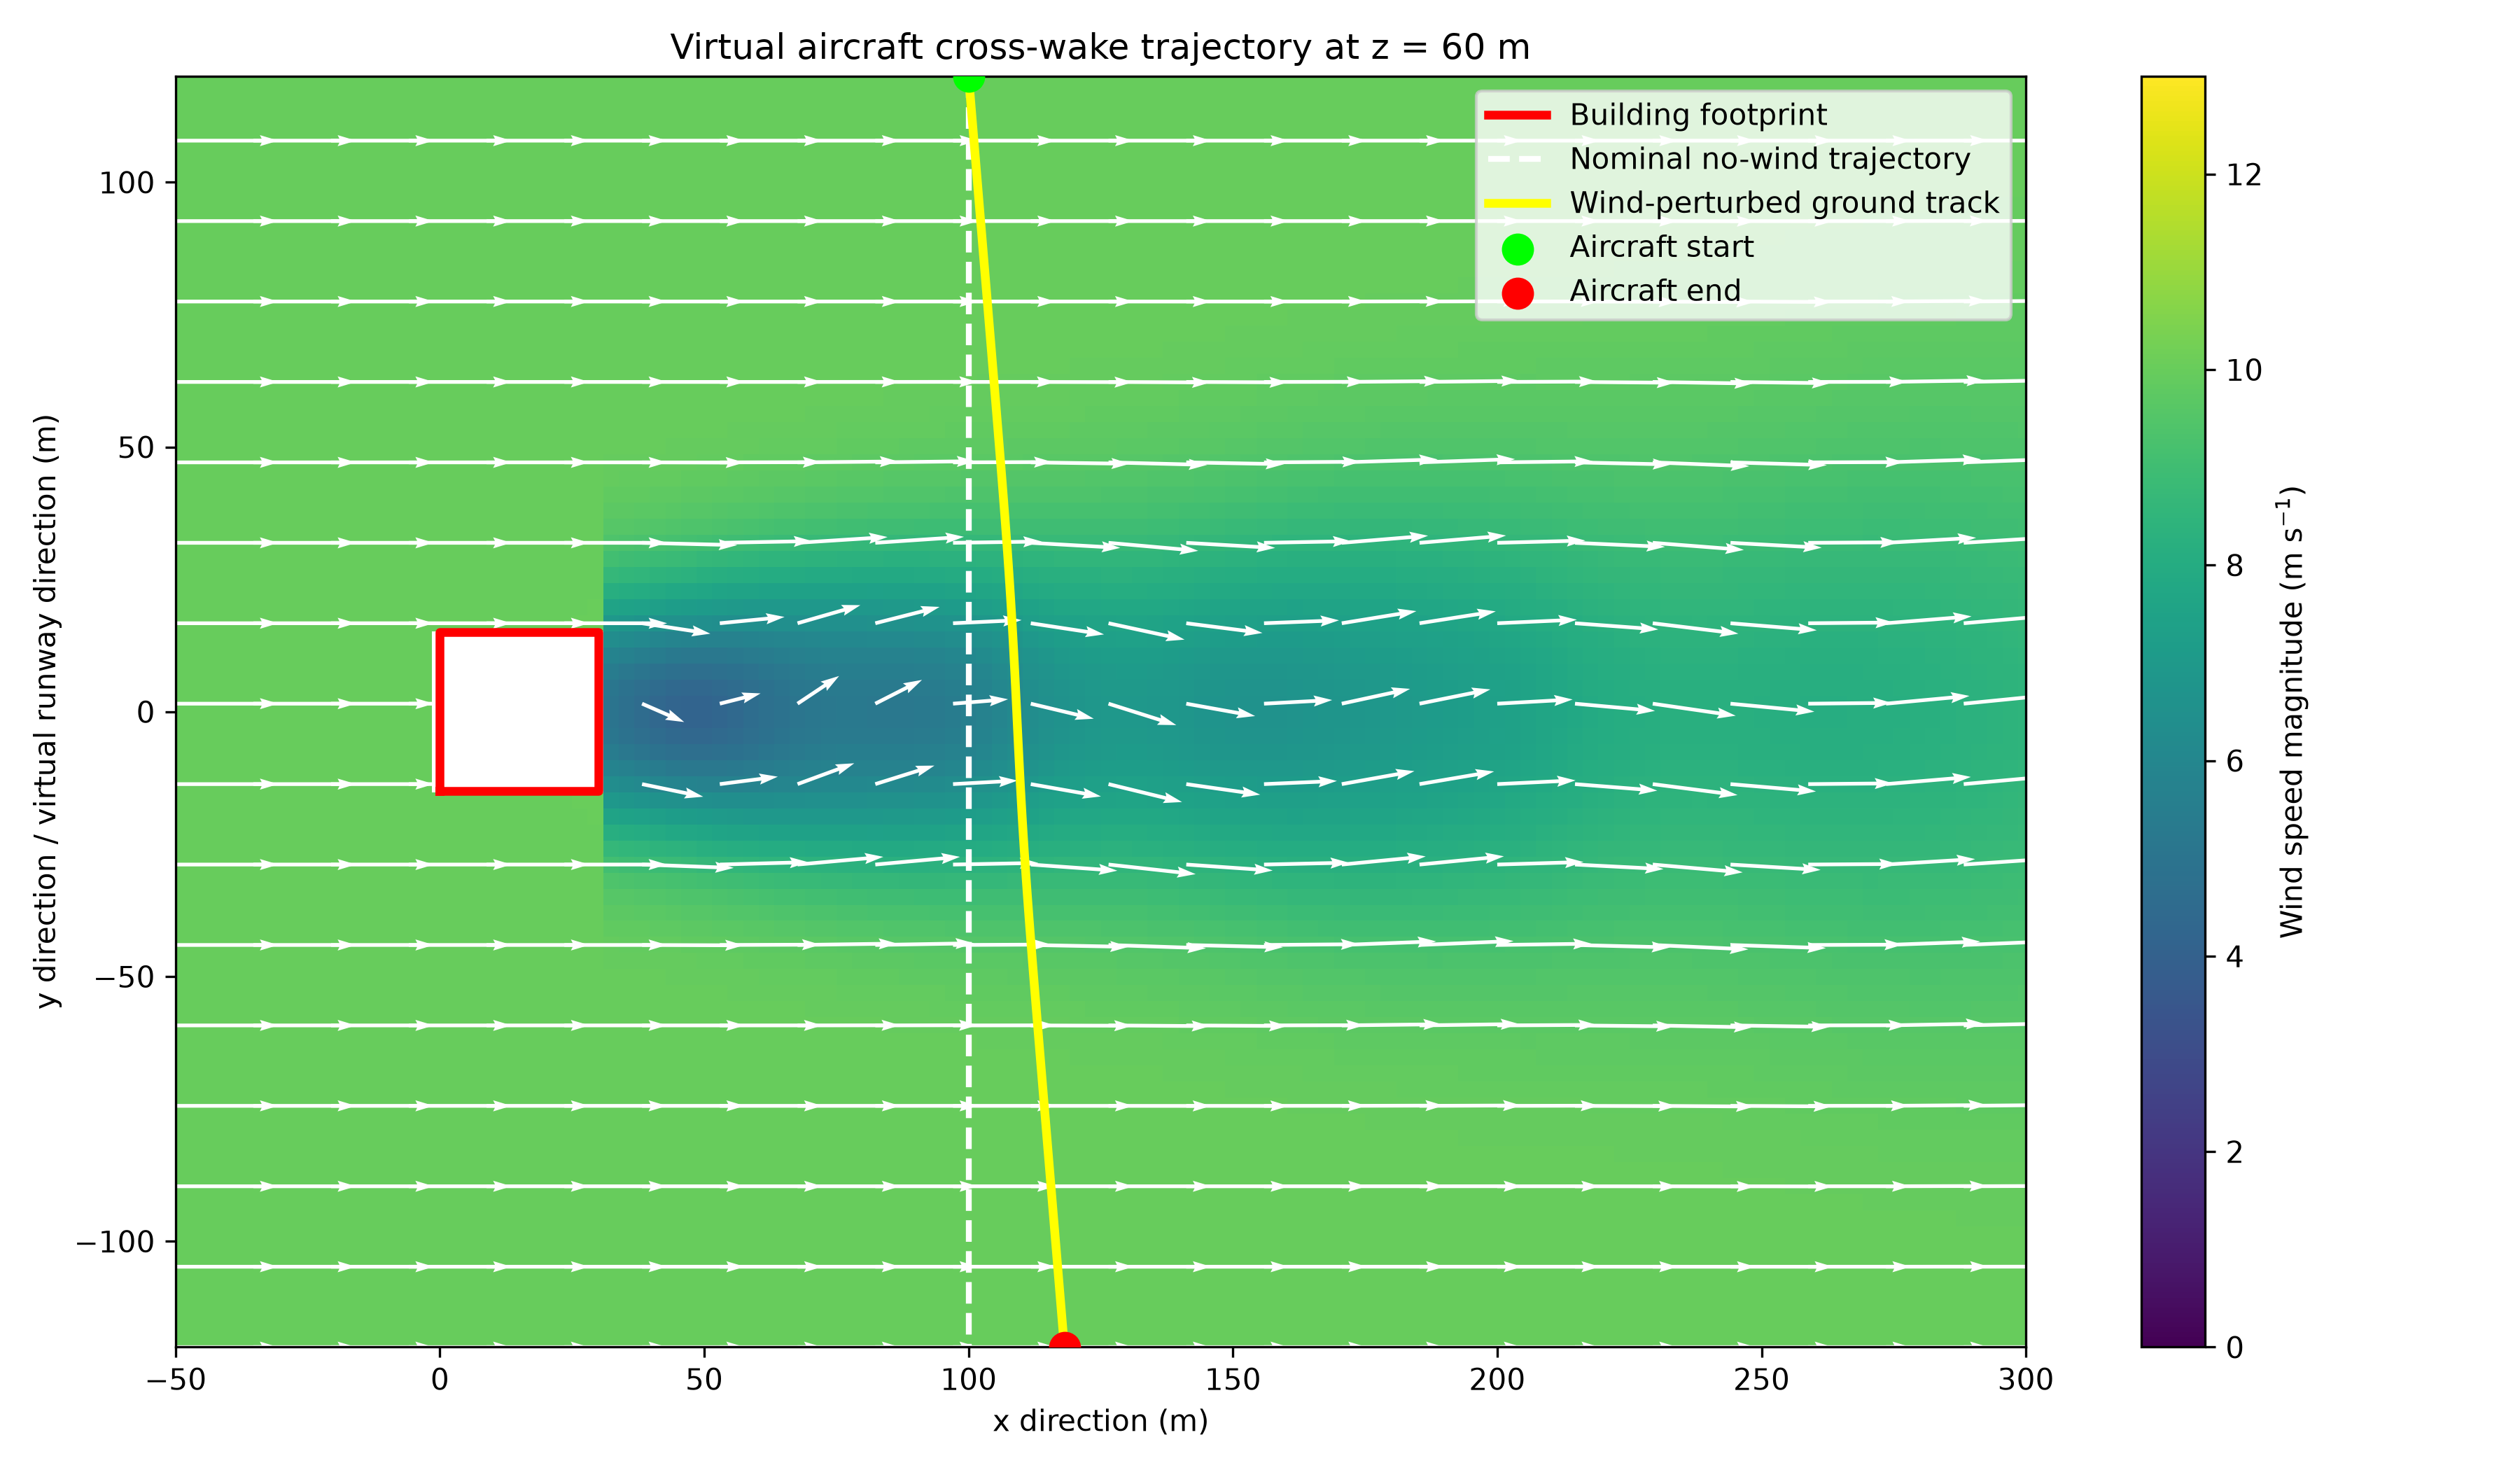 Virtual aircraft cross-wake trajectory at z = 60 m
Building footprint
Nominal no-wind trajectory
Wind-perturbed ground track
Aircraft start
Aircraft end
y direction / virtual runway direction (m)
100
50
0
−50
−100
−50
0
50
100
150
200
250
300
x direction (m)
12
10
8
6
4
2
0
Wind speed magnitude (m s⁻¹)